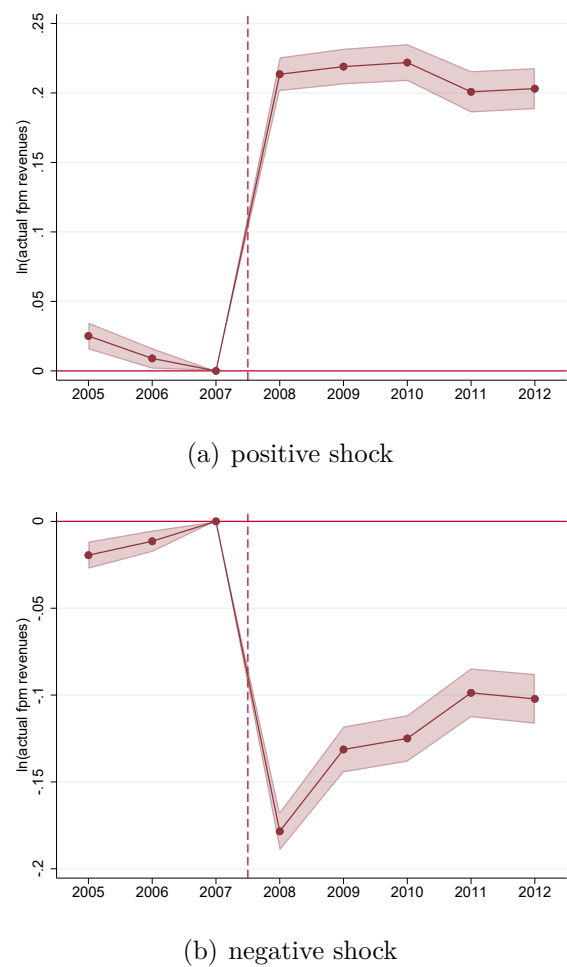 ln(actual fpm revenues)
.25
.2
.15
.1
.05
0
2005 2006 2007 2008 2009 2010 2011 2012
(a) positive shock
ln(actual fpm revenues)
0
-.05
-.1
-.15
-.2
2005 2006 2007 2008 2009 2010 2011 2012
(b) negative shock